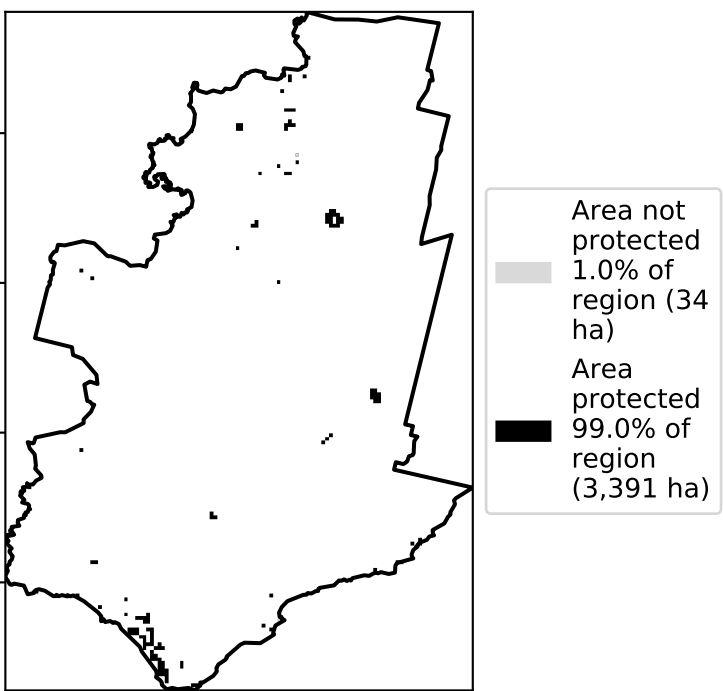 Area not
protected
1.0% of
region (34
ha)
Area
protected
99.0% of
region
(3,391 ha)